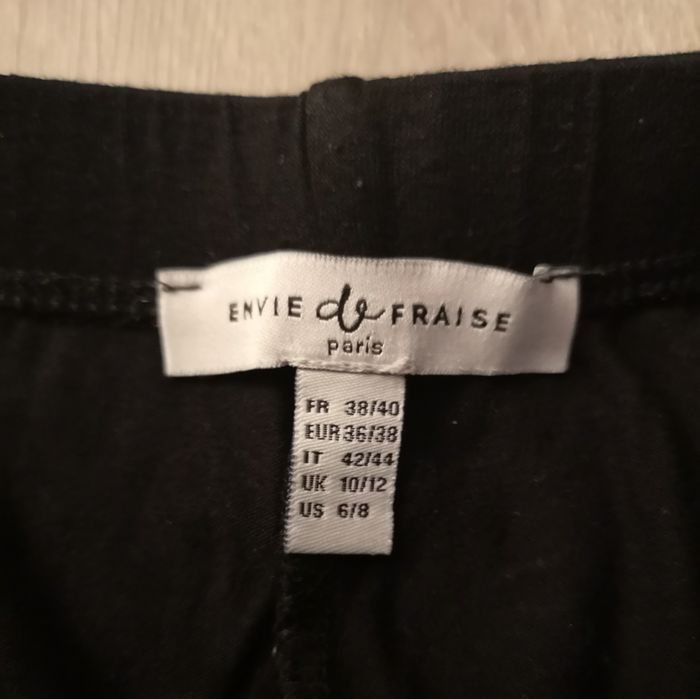 ENVIE de FRAISE
paris
FR 38/40
EUR 36/38
IT 42/44
UK 10/12
US 6/8